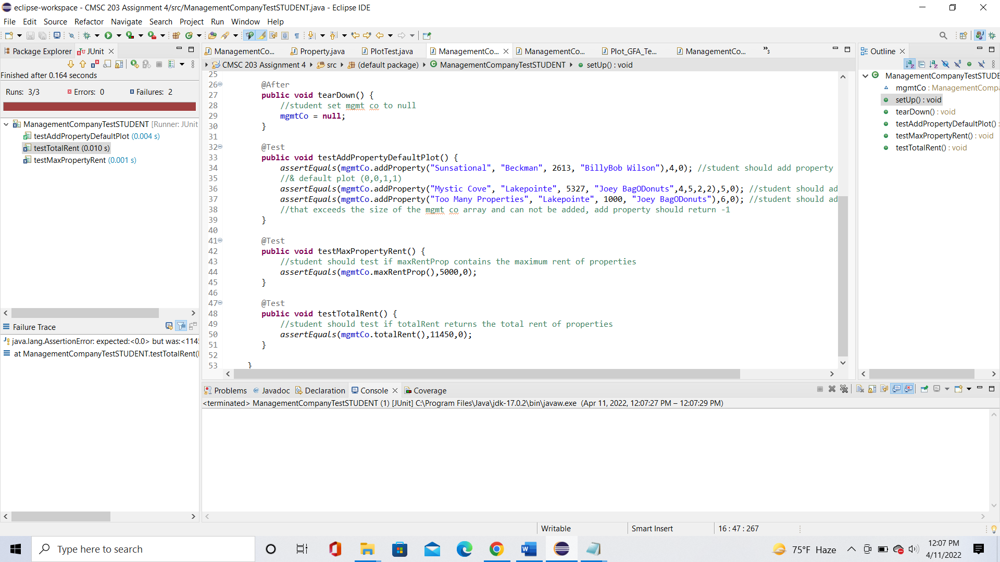 eclipse-workspace - CMSC 203 Assignment 4/src/ManagementCompanyTestSTUDENT.java - Eclipse IDE
File Edit Source Refactor Navigate Search Project Run Window Help
Package Explorer JUnit
Finished after 0.164 seconds
Runs: 3/3 Errors: 0 Failures: 2
ManagementCompanyTestSTUDENT [Runner: JUnit
testAddPropertyDefaultPlot (0.004 s)
testTotalRent (0.010 s)
testMaxPropertyRent (0.001 s)
Failure Trace
java.lang.AssertionError: expected:<0.0> but was:<1145
at ManagementCompanyTestSTUDENT.testTotalRent(
ManagementCo... Property.java PlotTest.java ManagementCo... ManagementCo... Plot_GFA_Te... ManagementCo... »3
CMSC 203 Assignment 4 src (default package) ManagementCompanyTestSTUDENT setUp() : void
25
26 @After
27 public void tearDown() {
28 //student set mgmt co to null
29 mgmtCo = null;
30 }
31
32 @Test
33 public void testAddPropertyDefaultPlot() {
34 assertEquals(mgmtCo.addProperty("Sunsational", "Beckman", 2613, "BillyBob Wilson"),4,0); //student should add property
35 //& default plot (0,0,1,1)
36 assertEquals(mgmtCo.addProperty("Mystic Cove", "Lakepointe", 5327, "Joey BagODonuts",4,5,2,2),5,0); //student should ad
37 assertEquals(mgmtCo.addProperty("Too Many Properties", "Lakepointe", 1000, "Joey BagODonuts"),6,0); //student should ad
38 //that exceeds the size of the mgmt co array and can not be added, add property should return -1
39 }
40
41 @Test
42 public void testMaxPropertyRent() {
43 //student should test if maxRentProp contains the maximum rent of properties
44 assertEquals(mgmtCo.maxRentProp(),5000,0);
45 }
46
47 @Test
48 public void testTotalRent() {
49 //student should test if totalRent returns the total rent of properties
50 assertEquals(mgmtCo.totalRent(),11450,0);
51 }
52
53 }
Outline
ManagementCompanyTestSTUDE
mgmtCo : ManagementCompa
setUp() : void
tearDown() : void
testAddPropertyDefaultPlot() :
testMaxPropertyRent() : void
testTotalRent() : void
Problems @ Javadoc Declaration Console Coverage
<terminated> ManagementCompanyTestSTUDENT (1) [JUnit] C:\Program Files\Java\jdk-17.0.2\bin\javaw.exe (Apr 11, 2022, 12:07:27 PM – 12:07:29 PM)
Writable Smart Insert 16 : 47 : 267
Type here to search
75°F Haze
12:07 PM
4/11/2022